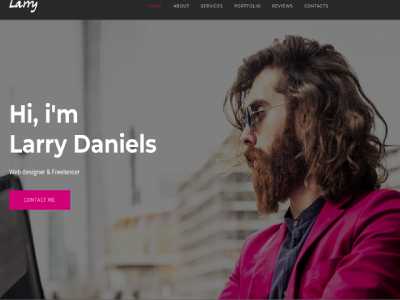 Larry
HOME ABOUT SERVICES PORTFOLIO REVIEWS CONTACTS
Hi, i'm
Larry Daniels
Web designer & Freelancer
CONTACT ME